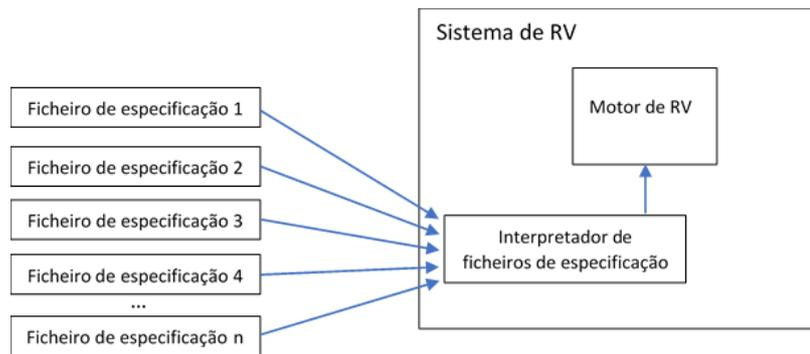 Sistema de RV
Motor de RV
Ficheiro de especificação 1
Ficheiro de especificação 2
Ficheiro de especificação 3
Ficheiro de especificação 4
...
Ficheiro de especificação n
Interpretador de
ficheiros de especificação